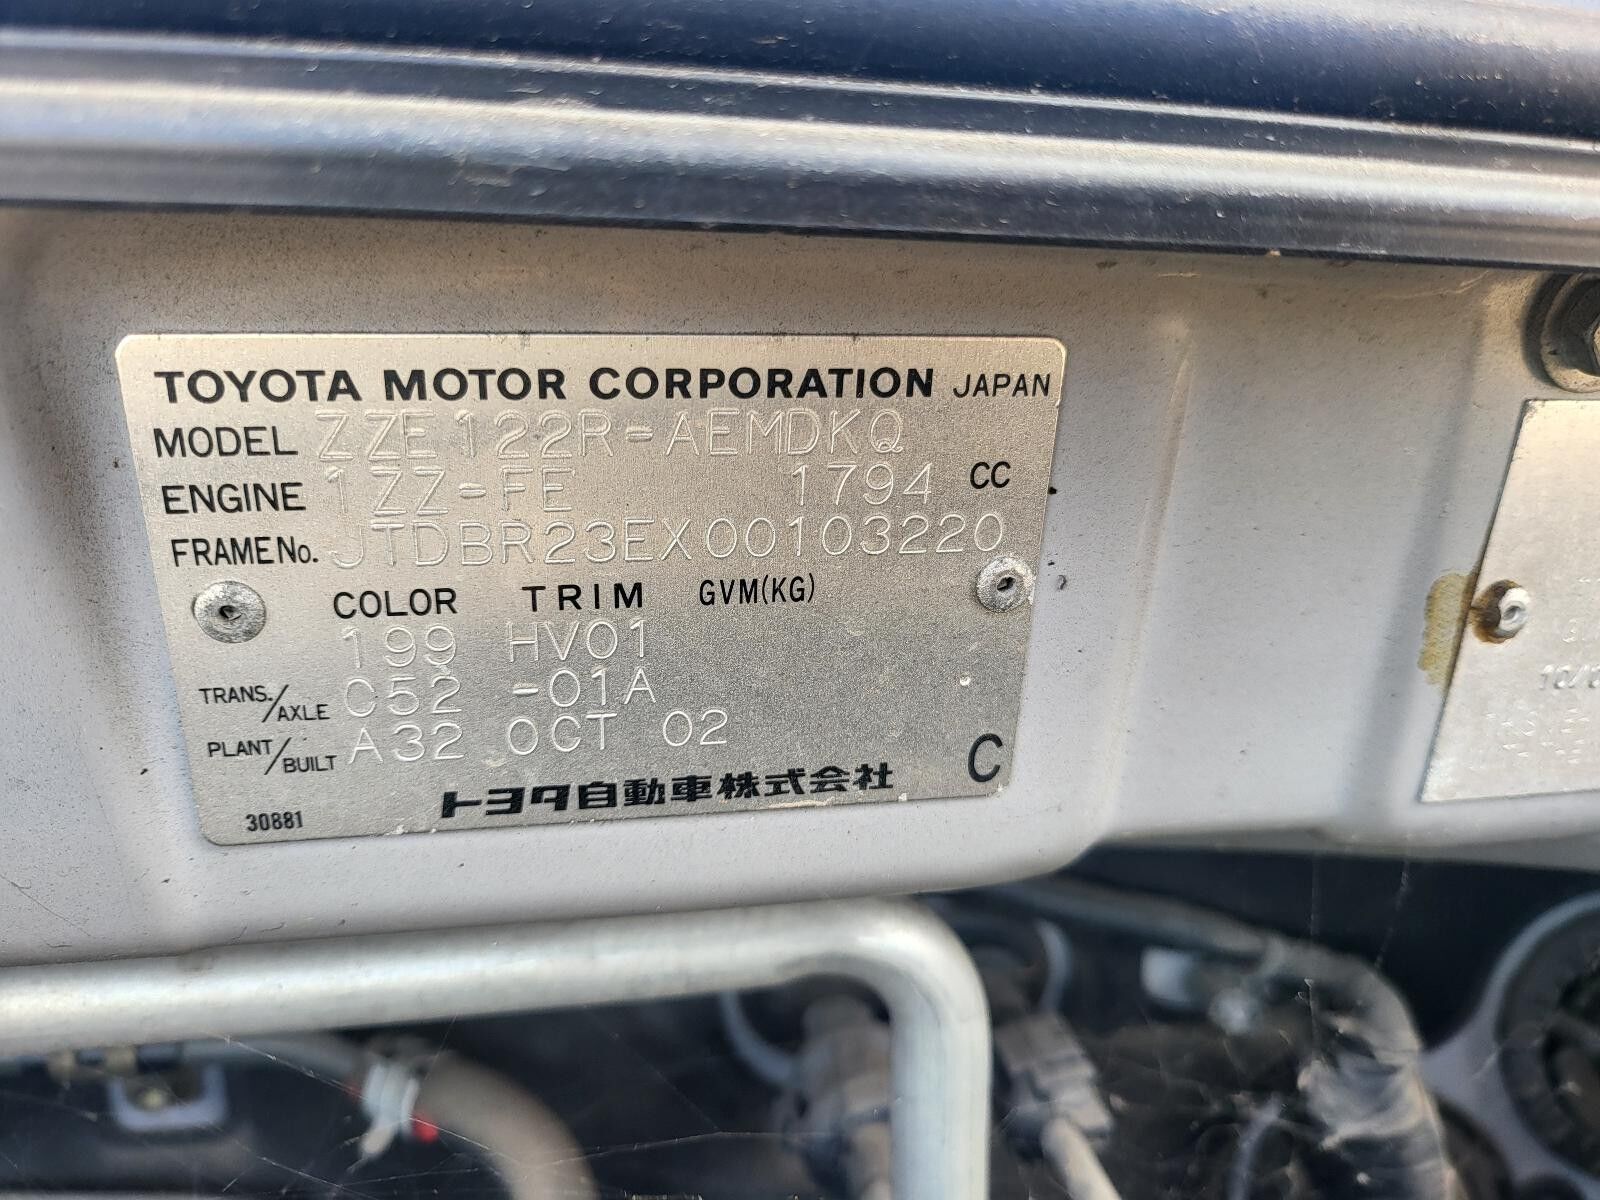 TOYOTA MOTOR CORPORATION JAPAN
MODEL ZZE122R-AEMDKQ
ENGINE 1ZZ-FE 1794 CC
FRAME No. JTDBR23EX00103220
COLOR TRIM GVM(KG)
199 HV01
TRANS./AXLE C52 -01A
PLANT/BUILT A32 OCT 02
トヨタ自動車株式会社 C
30881
10/0